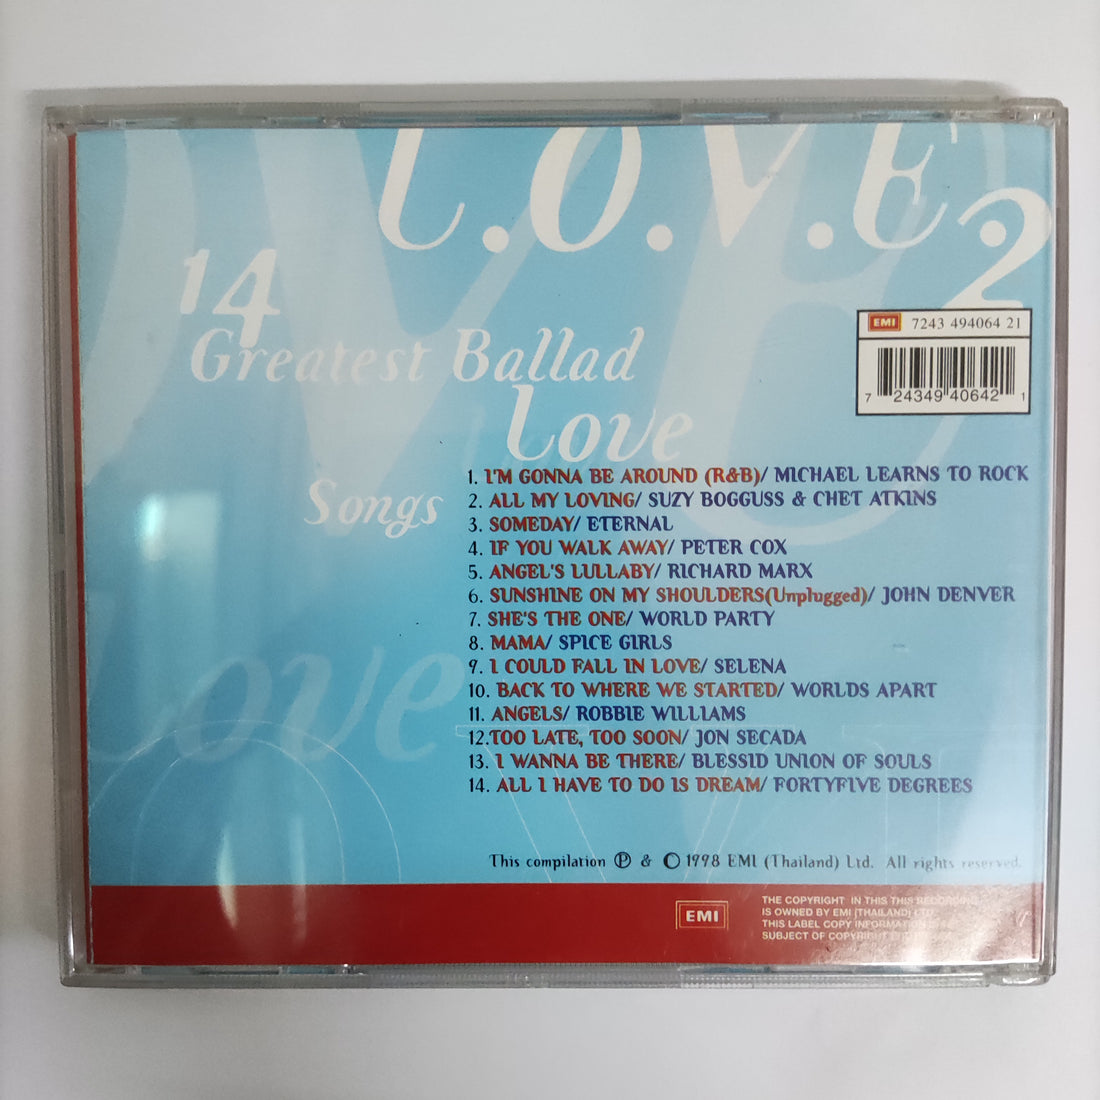 L.O.V.E. 2
14
Greatest Ballad
Love
Songs
EMI 7243 494064 21
7 24349 40642 1
1. I'M GONNA BE AROUND (R&B)/ MICHAEL LEARNS TO ROCK
2. ALL MY LOVING/ SUZY BOGGUSS & CHET ATKINS
3. SOMEDAY/ ETERNAL
4. IF YOU WALK AWAY/ PETER COX
5. ANGEL'S LULLABY/ RICHARD MARX
6. SUNSHINE ON MY SHOULDERS(Unplugged)/ JOHN DENVER
7. SHE'S THE ONE/ WORLD PARTY
8. MAMA/ SPICE GIRLS
9. I COULD FALL IN LOVE/ SELENA
10. BACK TO WHERE WE STARTED/ WORLDS APART
11. ANGELS/ ROBBIE WILLIAMS
12.TOO LATE, TOO SOON/ JON SECADA
13. I WANNA BE THERE/ BLESSID UNION OF SOULS
14. ALL I HAVE TO DO IS DREAM/ FORTYFIVE DEGREES
Love
This compilation ℗ & © 1998 EMI (Thailand) Ltd. All rights reserved.
EMI
THE COPYRIGHT IN THIS THIS RECORDING
IS OWNED BY EMI (THAILAND) LTD.
THIS LABEL COPY INFORMATION
SUBJECT OF COPYRIGHT